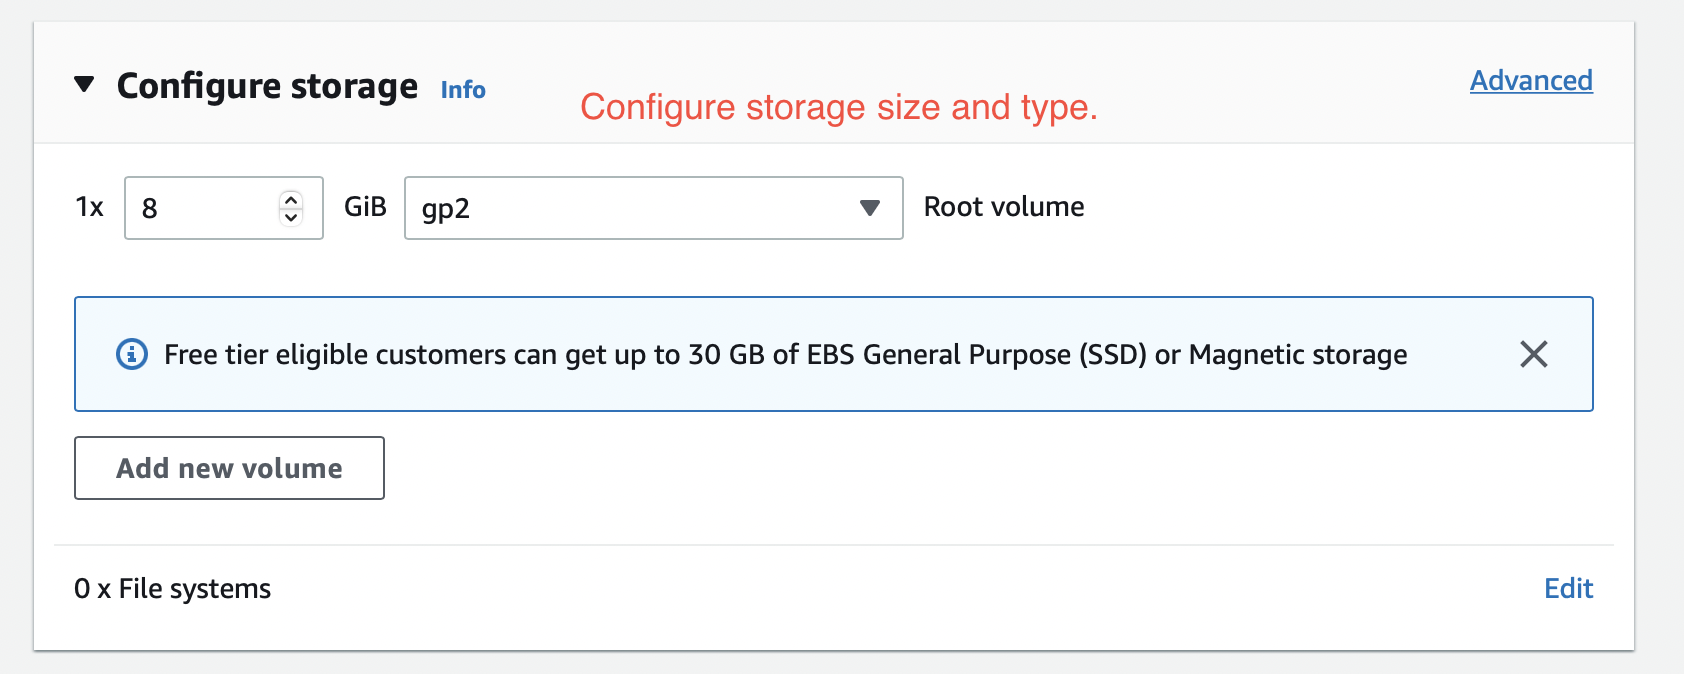 Configure storage Info
Configure storage size and type.
Advanced
1x 8 GiB gp2 Root volume
Free tier eligible customers can get up to 30 GB of EBS General Purpose (SSD) or Magnetic storage
Add new volume
0 x File systems Edit